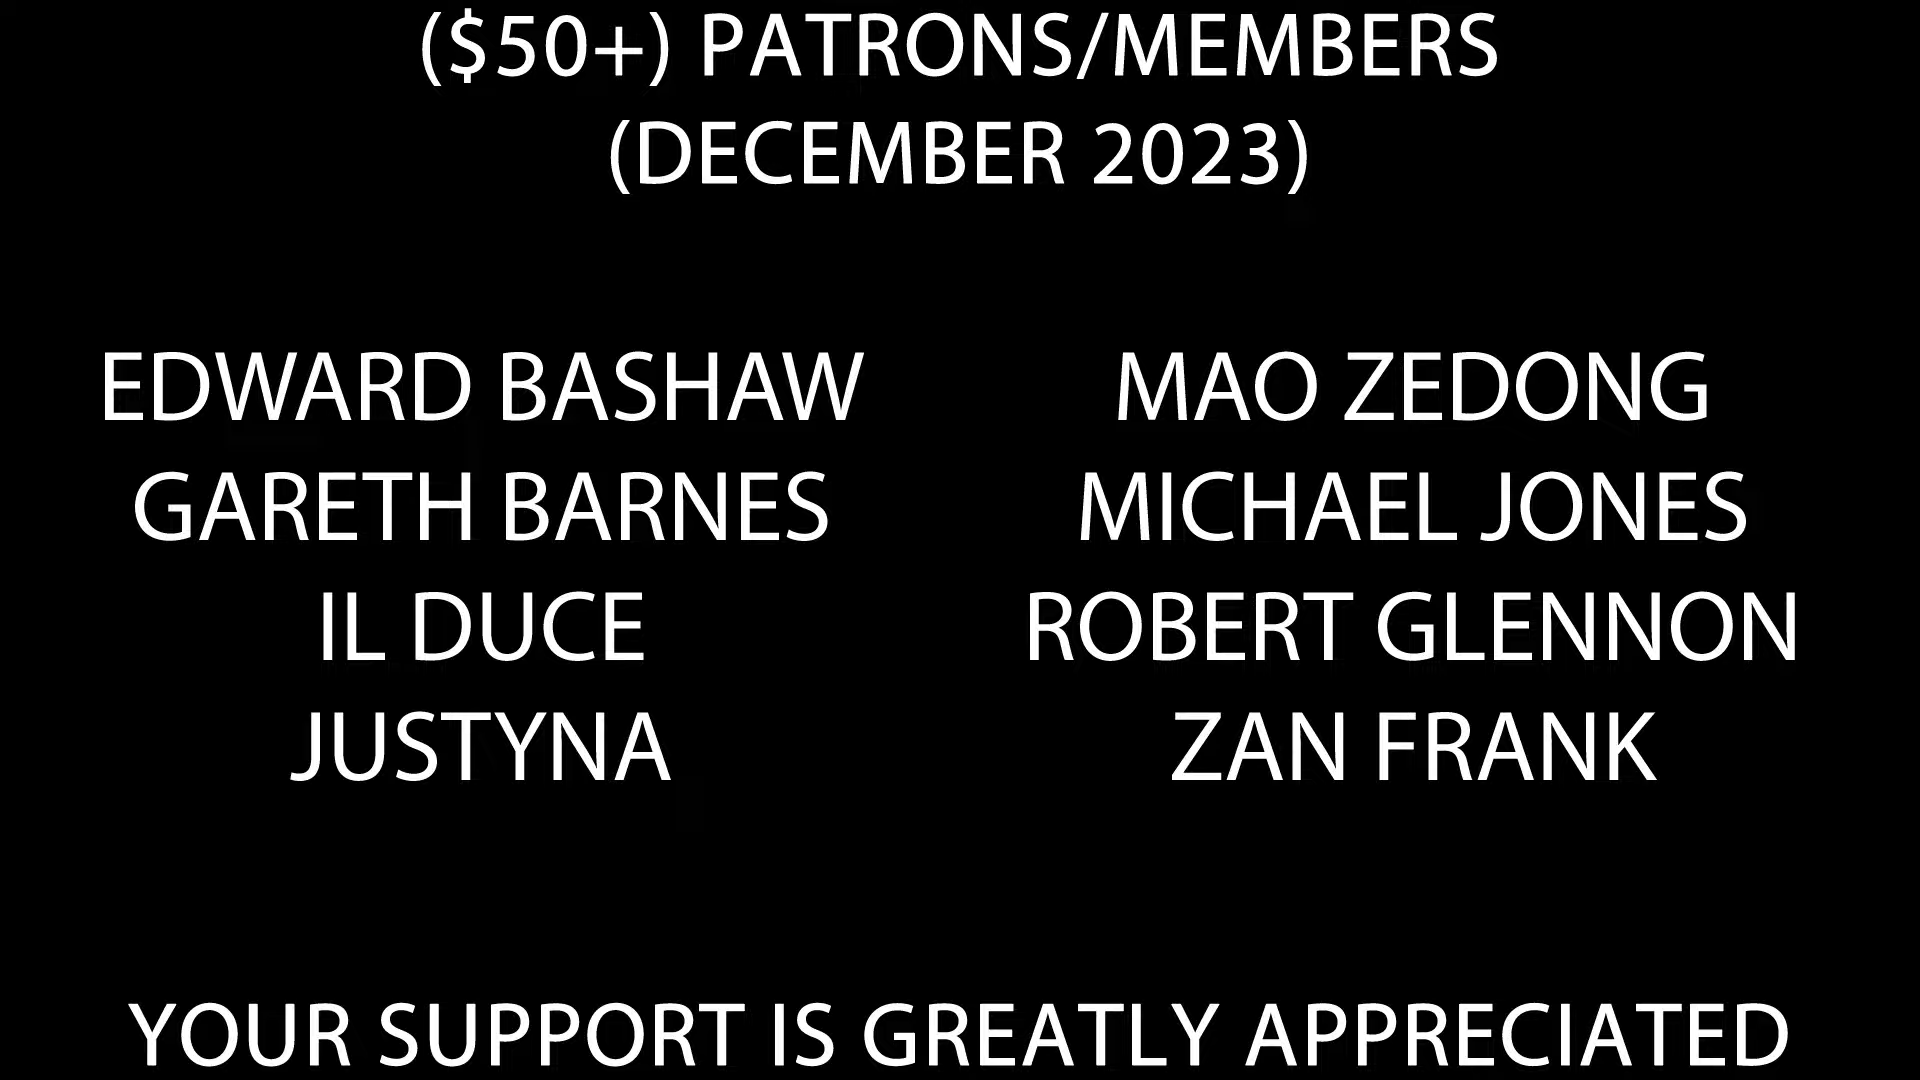 ($50+) PATRONS/MEMBERS
(DECEMBER 2023)
EDWARD BASHAW
GARETH BARNES
IL DUCE
JUSTYNA
MAO ZEDONG
MICHAEL JONES
ROBERT GLENNON
ZAN FRANK
YOUR SUPPORT IS GREATLY APPRECIATED